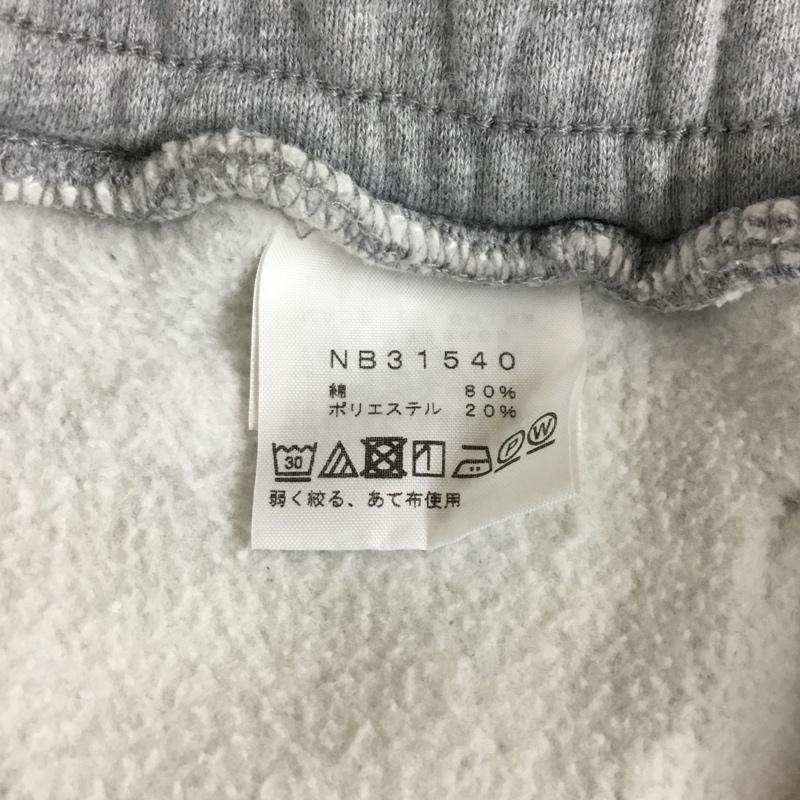 NB31540
綿 80%
ポリエステル 20%
30 P W
弱く絞る、あて布使用